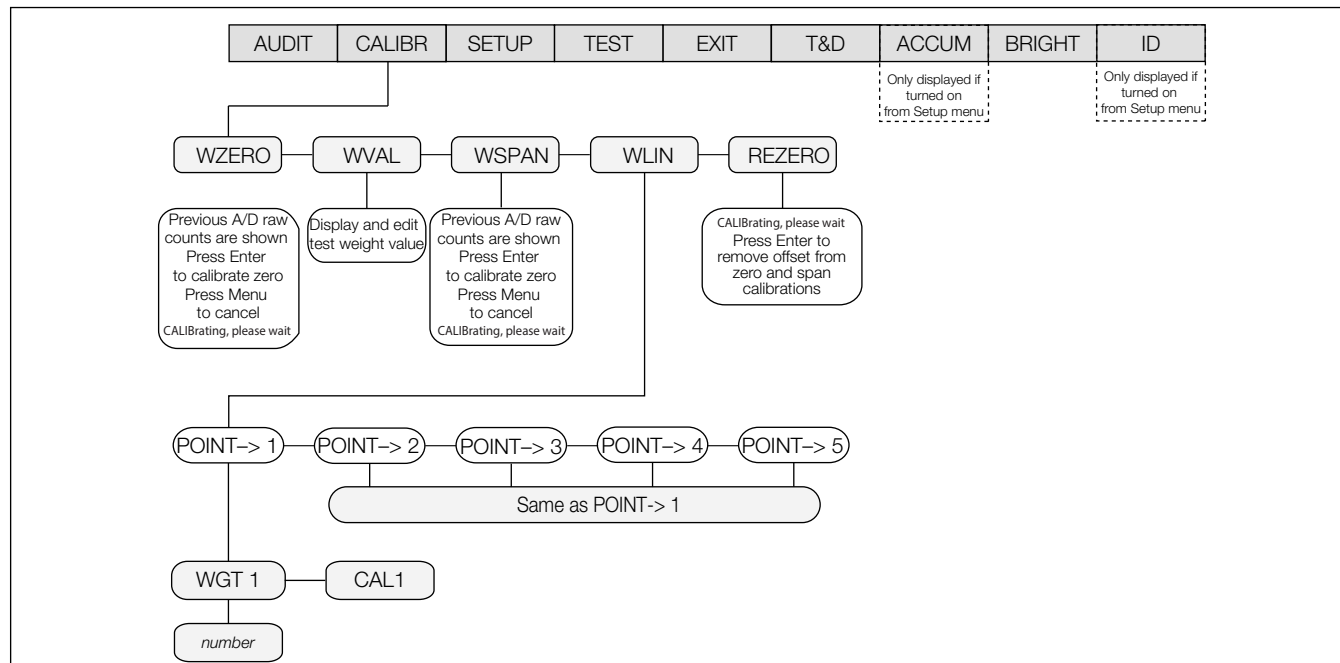 AUDIT CALIBR SETUP TEST EXIT T&D ACCUM BRIGHT ID
Only displayed if
turned on
from Setup menu
Only displayed if
turned on
from Setup menu
WZERO WVAL WSPAN WLIN REZERO
Previous A/D raw
counts are shown
Press Enter
to calibrate zero
Press Menu
to cancel
CALIBrating, please wait
Display and edit
test weight value
Previous A/D raw
counts are shown
Press Enter
to calibrate zero
Press Menu
to cancel
CALIBrating, please wait
CALIBrating, please wait
Press Enter to
remove offset from
zero and span
calibrations
POINT–> 1 POINT–> 2 POINT–> 3 POINT–> 4 POINT–> 5
Same as POINT-> 1
WGT 1 CAL1
number